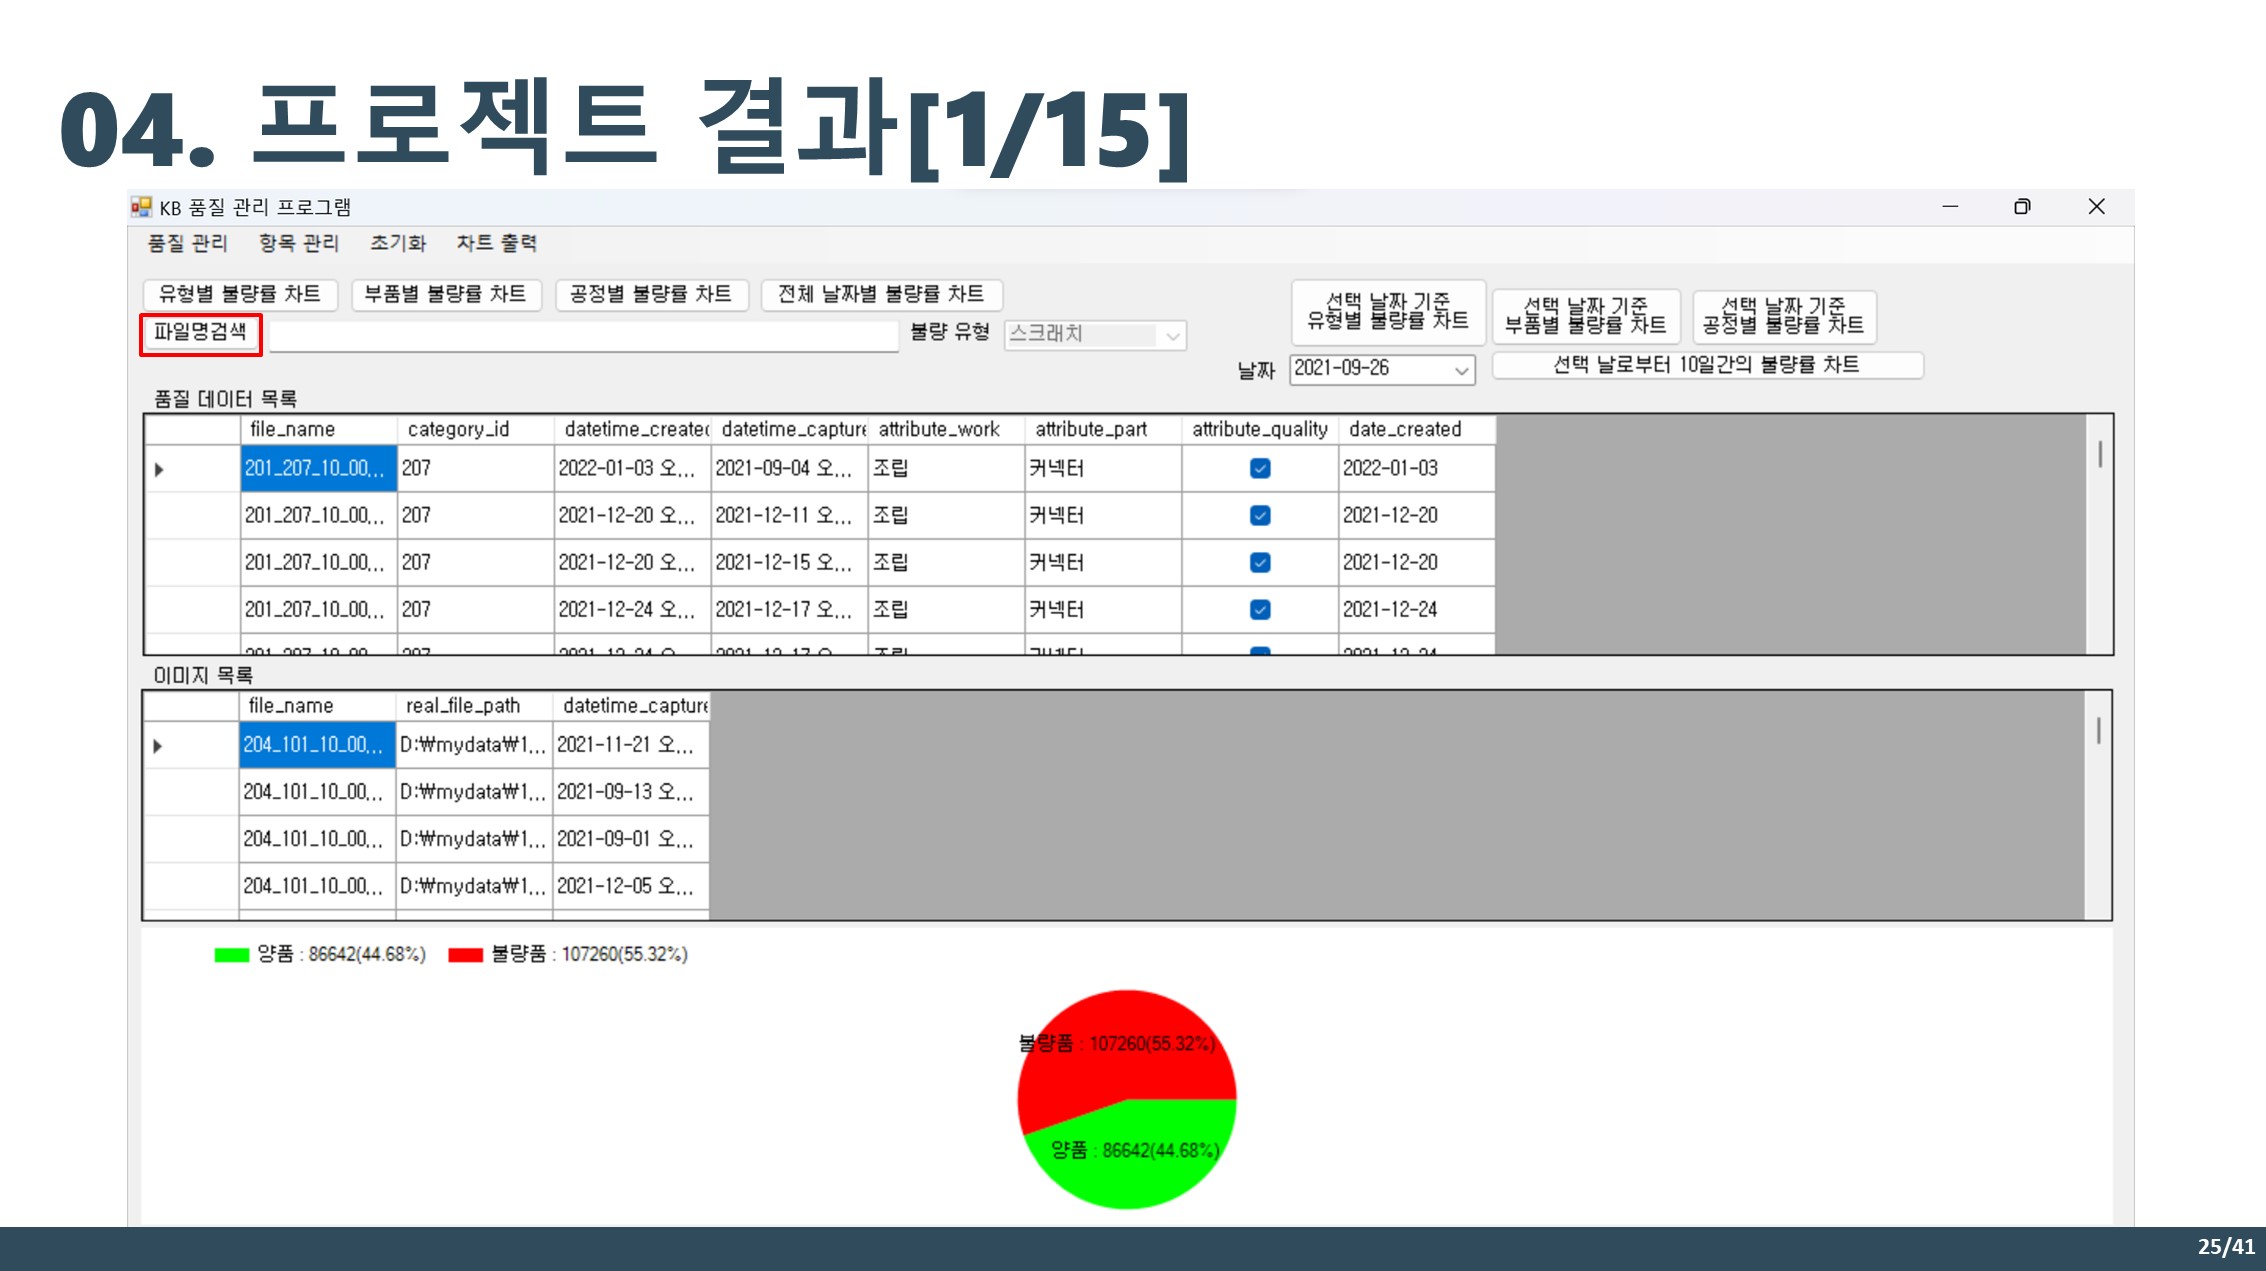 04. 프로젝트 결과[1/15]
KB 품질 관리 프로그램
품질 관리 항목 관리 초기화 차트 출력
유형별 불량률 차트 부품별 불량률 차트 공정별 불량률 차트 전체 날짜별 불량률 차트
선택 날짜 기준
유형별 불량률 차트
선택 날짜 기준
부품별 불량률 차트
선택 날짜 기준
공정별 불량률 차트
파일명검색 불량 유형 스크래치
날짜 2021-09-26 선택 날로부터 10일간의 불량률 차트
품질 데이터 목록
file_name category_id datetime_created datetime_capture attribute_work attribute_part attribute_quality date_created
201_207_10_00... 207 2022-01-03 오... 2021-09-04 오... 조립 커넥터 2022-01-03
201_207_10_00... 207 2021-12-20 오... 2021-12-11 오... 조립 커넥터 2021-12-20
201_207_10_00... 207 2021-12-20 오... 2021-12-15 오... 조립 커넥터 2021-12-20
201_207_10_00... 207 2021-12-24 오... 2021-12-17 오... 조립 커넥터 2021-12-24
이미지 목록
file_name real_file_path datetime_capture
204_101_10_00... D:₩mydata₩1... 2021-11-21 오...
204_101_10_00... D:₩mydata₩1... 2021-09-13 오...
204_101_10_00... D:₩mydata₩1... 2021-09-01 오...
204_101_10_00... D:₩mydata₩1... 2021-12-05 오...
양품 : 86642(44.68%) 불량품 : 107260(55.32%)
불량품 : 107260(55.32%)
양품 : 86642(44.68%)
25/41